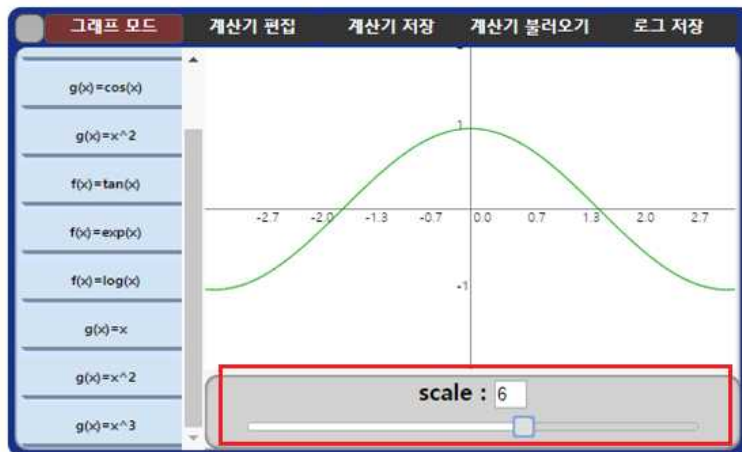 그래프 모드 계산기 편집 계산기 저장 계산기 불러오기 로그 저장
g(x)=cos(x)
g(x)=x^2
f(x)=tan(x)
f(x)=exp(x)
f(x)=log(x)
g(x)=x
g(x)=x^2
g(x)=x^3
1
-2.7 -2.0 -1.3 -0.7 0.0 0.7 1.3 2.0 2.7
-1
scale : 6